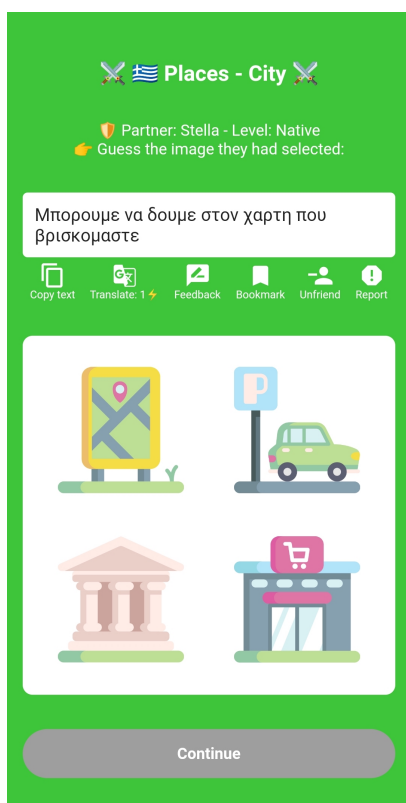 ⚔️ 🇬🇷 Places - City ⚔️
🛡️ Partner: Stella - Level: Native
👉 Guess the image they had selected:
Μπορουμε να δουμε στον χαρτη που
βρισκομαστε
Copy text Translate: 1⚡ Feedback Bookmark Unfriend Report
P
Continue